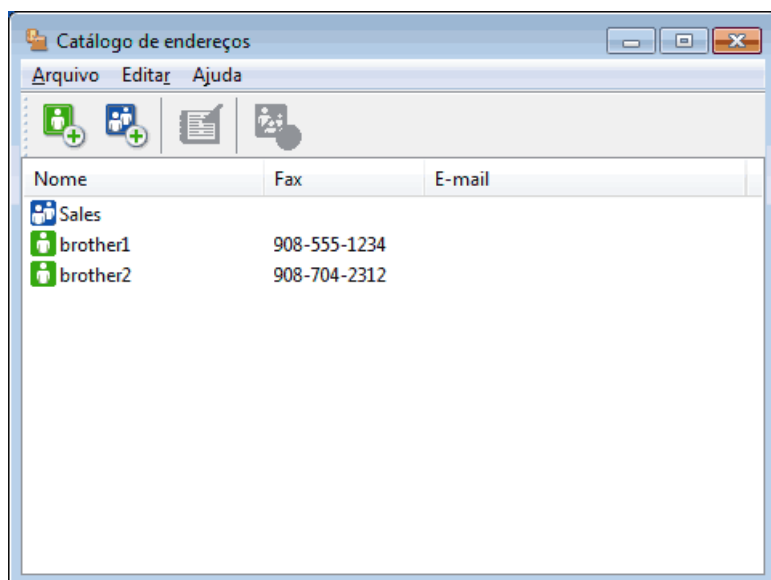 Catálogo de endereços
Arquivo Editar Ajuda
Nome Fax E-mail
Sales
brother1 908-555-1234
brother2 908-704-2312